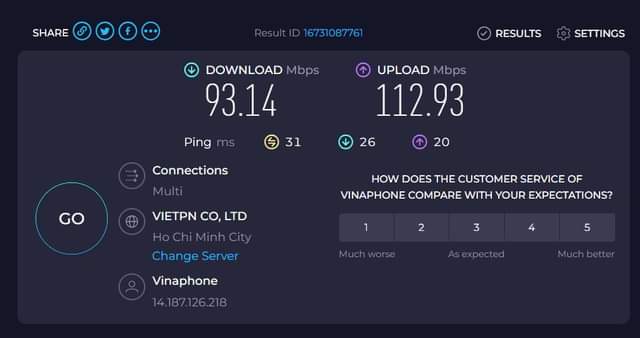 SHARE
Result ID 16731087761
RESULTS
SETTINGS
DOWNLOAD Mbps
93.14
UPLOAD Mbps
112.93
Ping ms 31 26 20
GO
Connections
Multi
VIETPN CO, LTD
Ho Chi Minh City
Change Server
Vinaphone
14.187.126.218
HOW DOES THE CUSTOMER SERVICE OF
VINAPHONE COMPARE WITH YOUR EXPECTATIONS?
1 2 3 4 5
Much worse As expected Much better